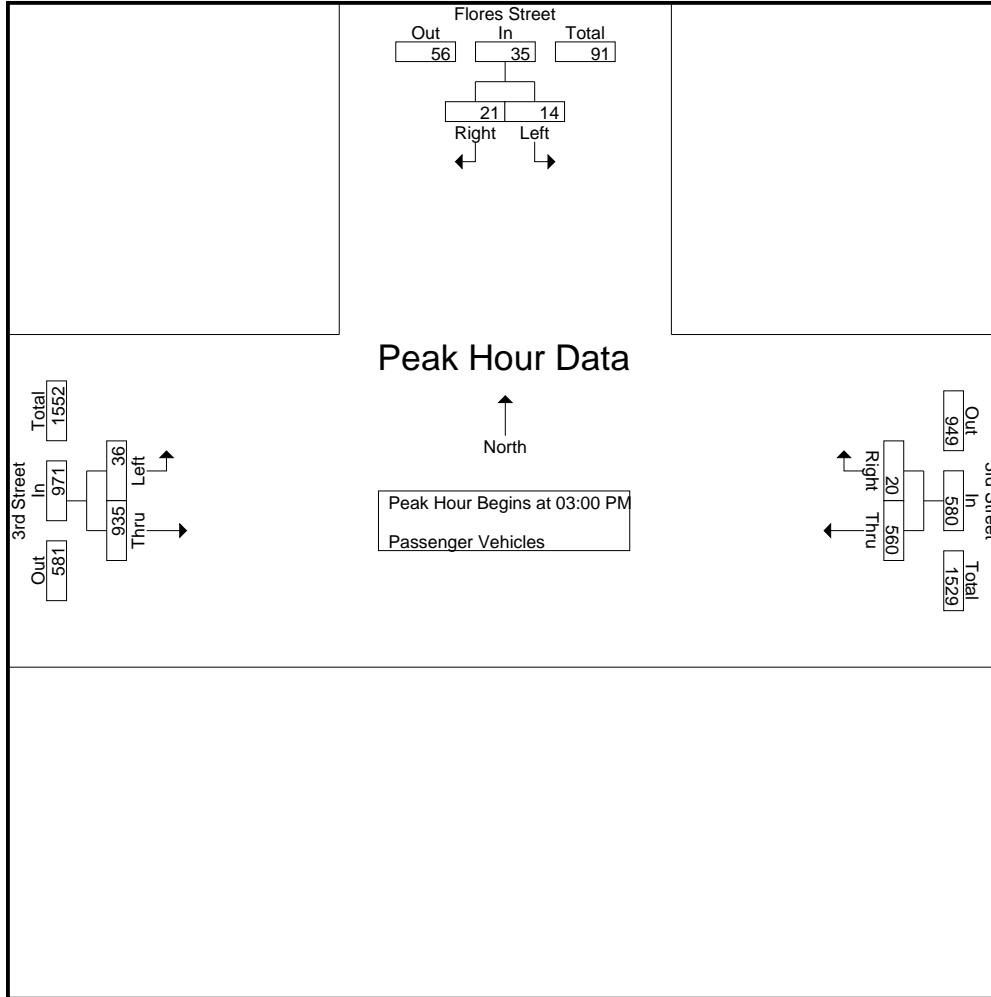 Flores Street
Out In Total
56 35 91
21 14
Right Left
Peak Hour Data
North
Peak Hour Begins at 03:00 PM
Passenger Vehicles
3rd Street
Total In Out
1552 971 581
36 935
Left Thru
Right Thru
20 560
Out In Total
949 580 1529
3rd Street